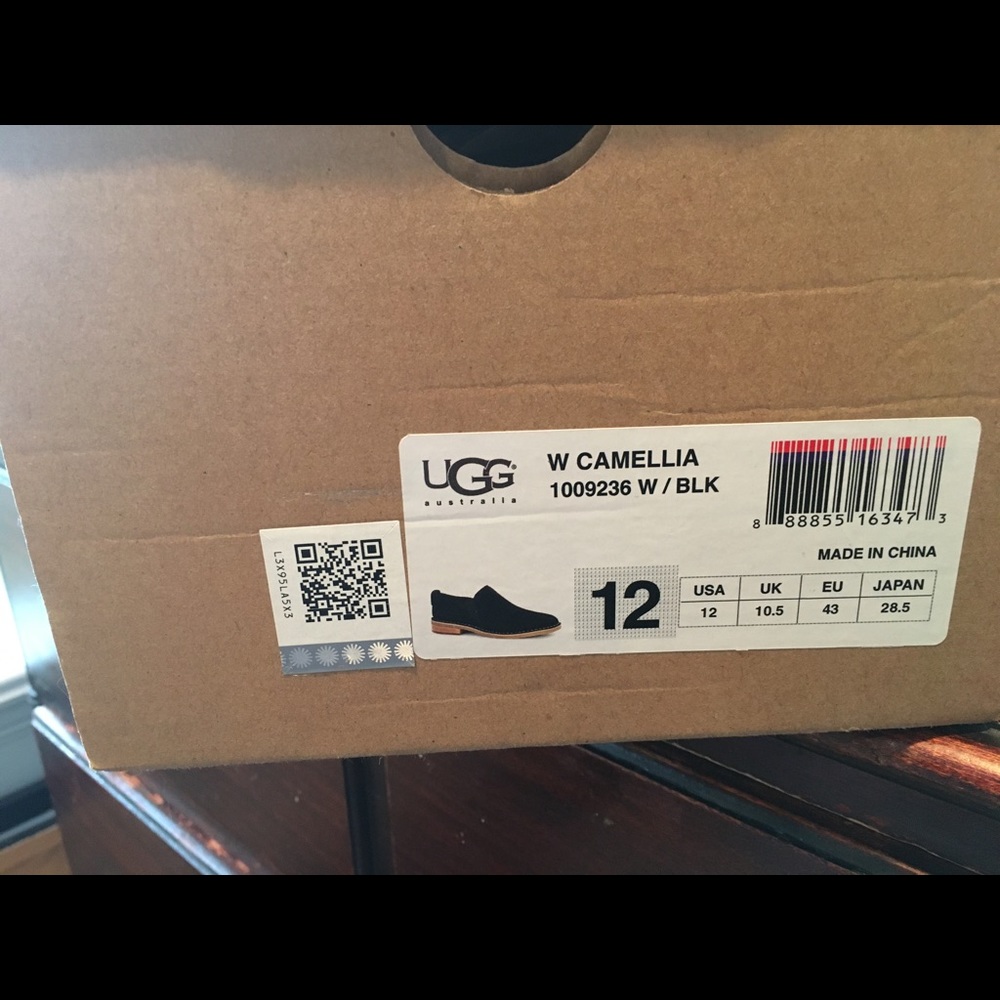 UGG®
australia
W CAMELLIA
1009236 W / BLK
8 88855 16347 3
MADE IN CHINA
12
USA UK EU JAPAN
12 10.5 43 28.5
L3X95LA5X3